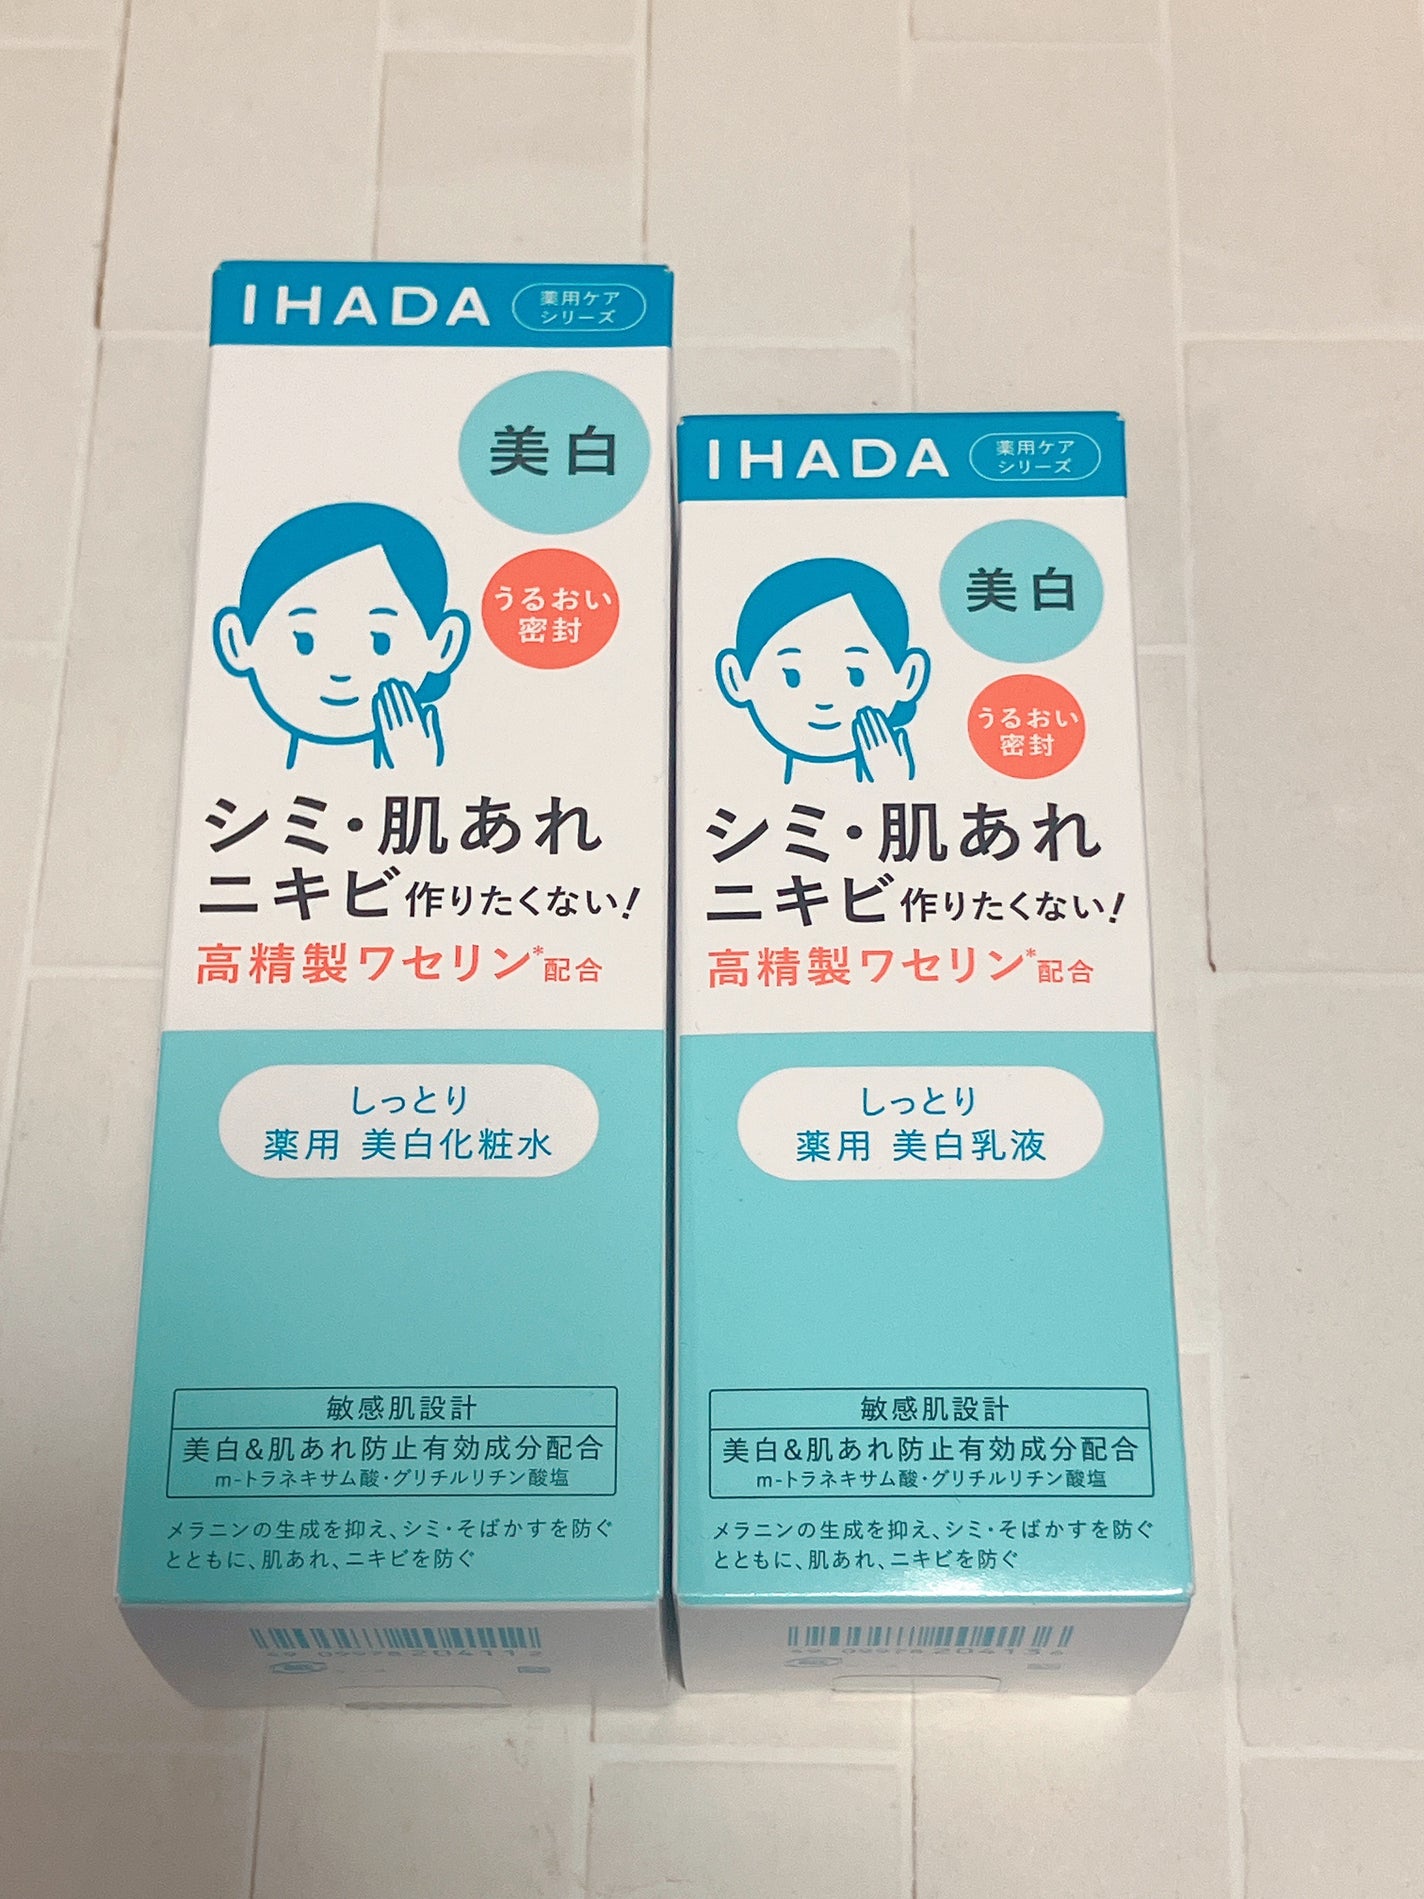 IHADA
薬用ケア
シリーズ
美白
うるおい
密封
シミ・肌あれ
ニキビ作りたくない!
高精製ワセリン*配合
しっとり
薬用 美白化粧水
敏感肌設計
美白&肌あれ防止有効成分配合
m-トラネキサム酸・グリチルリチン酸塩
メラニンの生成を抑え、シミ・そばかすを防ぐ
とともに、肌あれ、ニキビを防ぐ
IHADA
薬用ケア
シリーズ
美白
うるおい
密封
シミ・肌あれ
ニキビ作りたくない!
高精製ワセリン*配合
しっとり
薬用 美白乳液
敏感肌設計
美白&肌あれ防止有効成分配合
m-トラネキサム酸・グリチルリチン酸塩
メラニンの生成を抑え、シミ・そばかすを防ぐ
とともに、肌あれ、ニキビを防ぐ